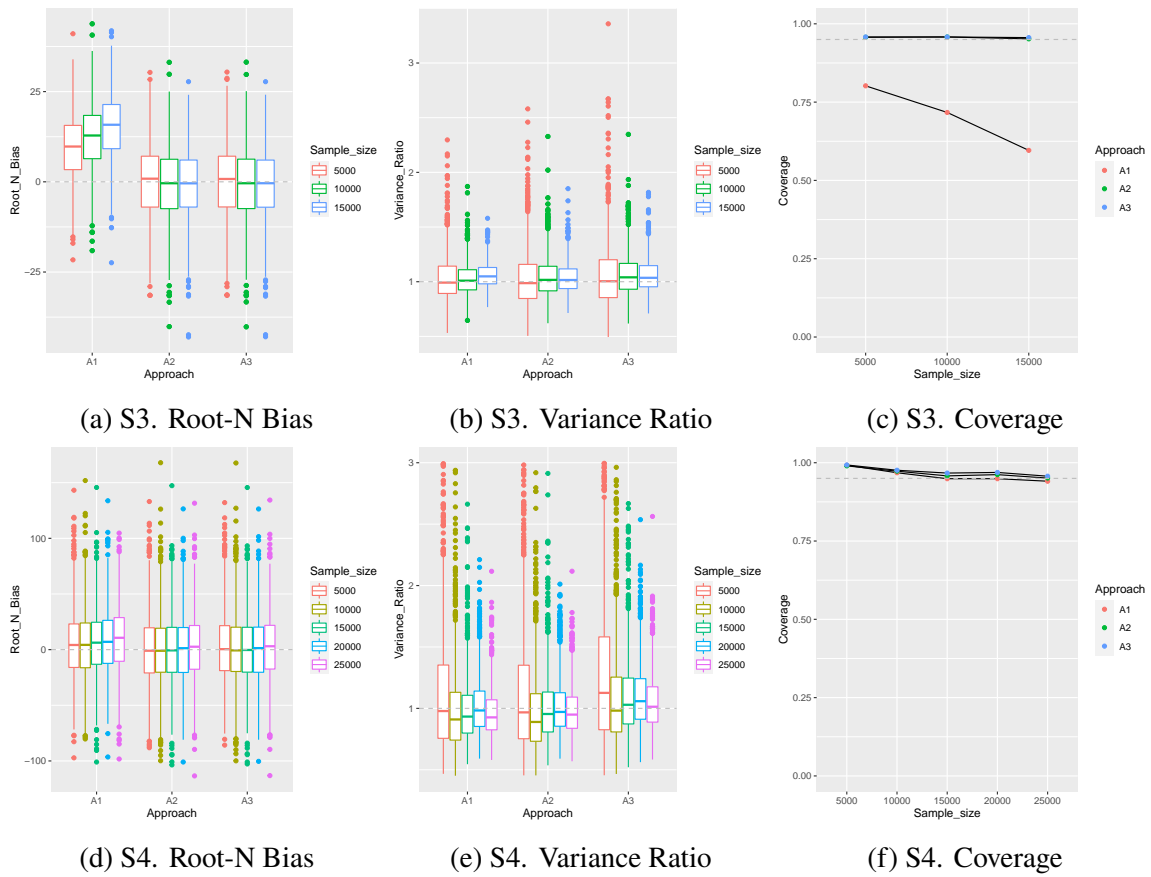 Root_N_Bias
25
0
−25
A1
A2
A3
Approach
Sample_size
5000
10000
15000
(a) S3. Root-N Bias
Variance_Ratio
3
2
1
A1
A2
A3
Approach
Sample_size
5000
10000
15000
(b) S3. Variance Ratio
Coverage
1.00
0.75
0.50
0.25
0.00
5000
10000
15000
Sample_size
Approach
A1
A2
A3
(c) S3. Coverage
Root_N_Bias
100
0
−100
A1
A2
A3
Approach
Sample_size
5000
10000
15000
20000
25000
(d) S4. Root-N Bias
Variance_Ratio
3
2
1
A1
A2
A3
Approach
Sample_size
5000
10000
15000
20000
25000
(e) S4. Variance Ratio
Coverage
1.00
0.75
0.50
0.25
0.00
5000
10000
15000
20000
25000
Sample_size
Approach
A1
A2
A3
(f) S4. Coverage